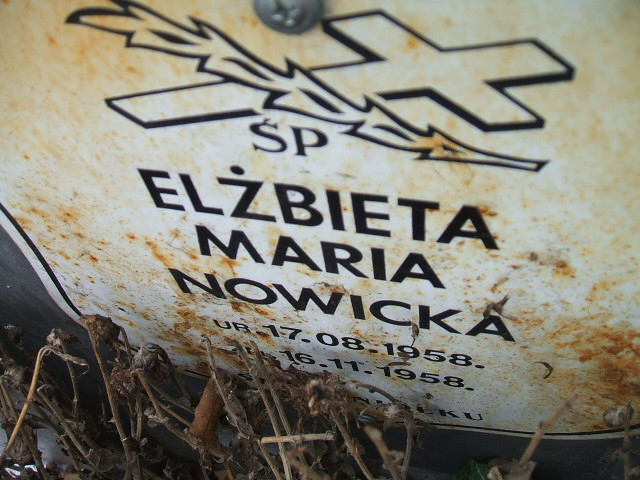 ŚP
ELŻBIETA
MARIA
NOWICKA
UR. 17.08.1958.
16.11.1958.